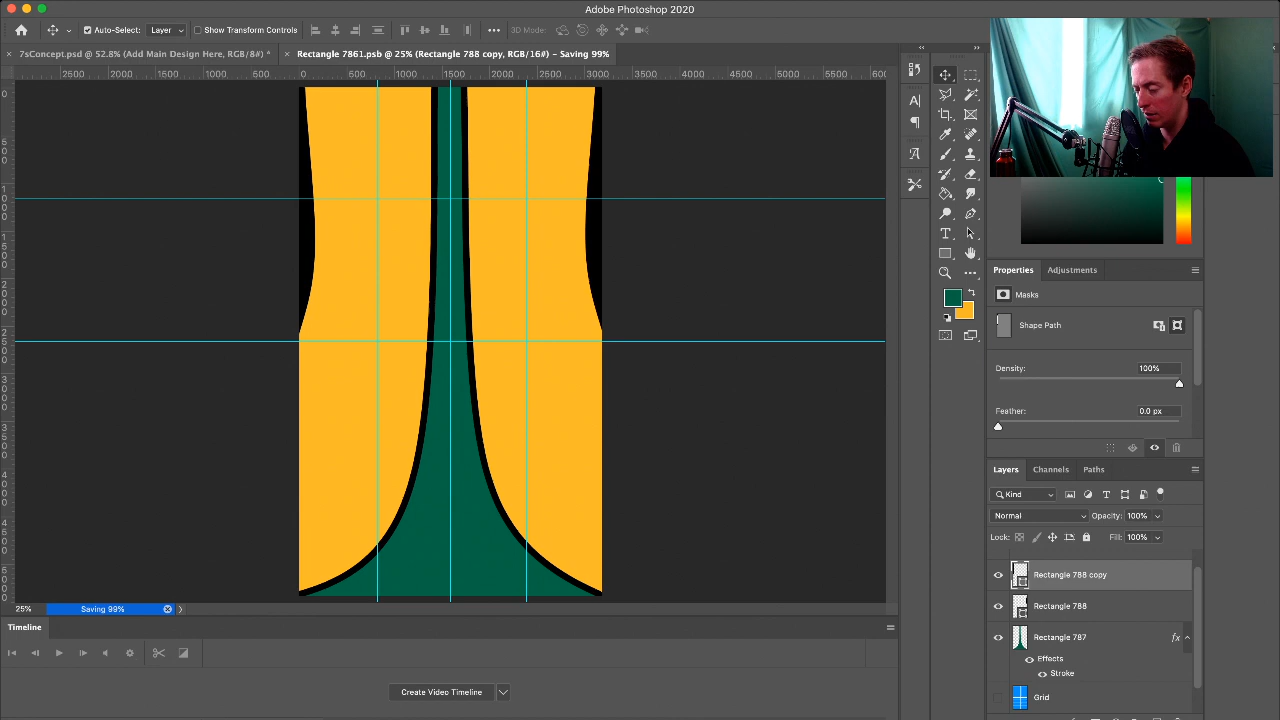 Adobe Photoshop 2020
Auto-Select: Layer Show Transform Controls 3D Mode:
7sConcept.psd @ 52.8% (Add Main Design Here, RGB/8#) * Rectangle 7861.psb @ 25% (Rectangle 788 copy, RGB/16#) – Saving 99%
2500 2000 1500 1000 500 0 500 1000 1500 2000 2500 3000 3500 4000 4500 5000 5500 6000
Properties Adjustments
Masks
Shape Path
Density: 100%
Feather: 0.0 px
Layers Channels Paths
Kind
Normal Opacity: 100%
Lock: Fill: 100%
Rectangle 788 copy
Rectangle 788
Rectangle 787 fx
Effects
Stroke
Grid
25% Saving 99%
Timeline
Create Video Timeline